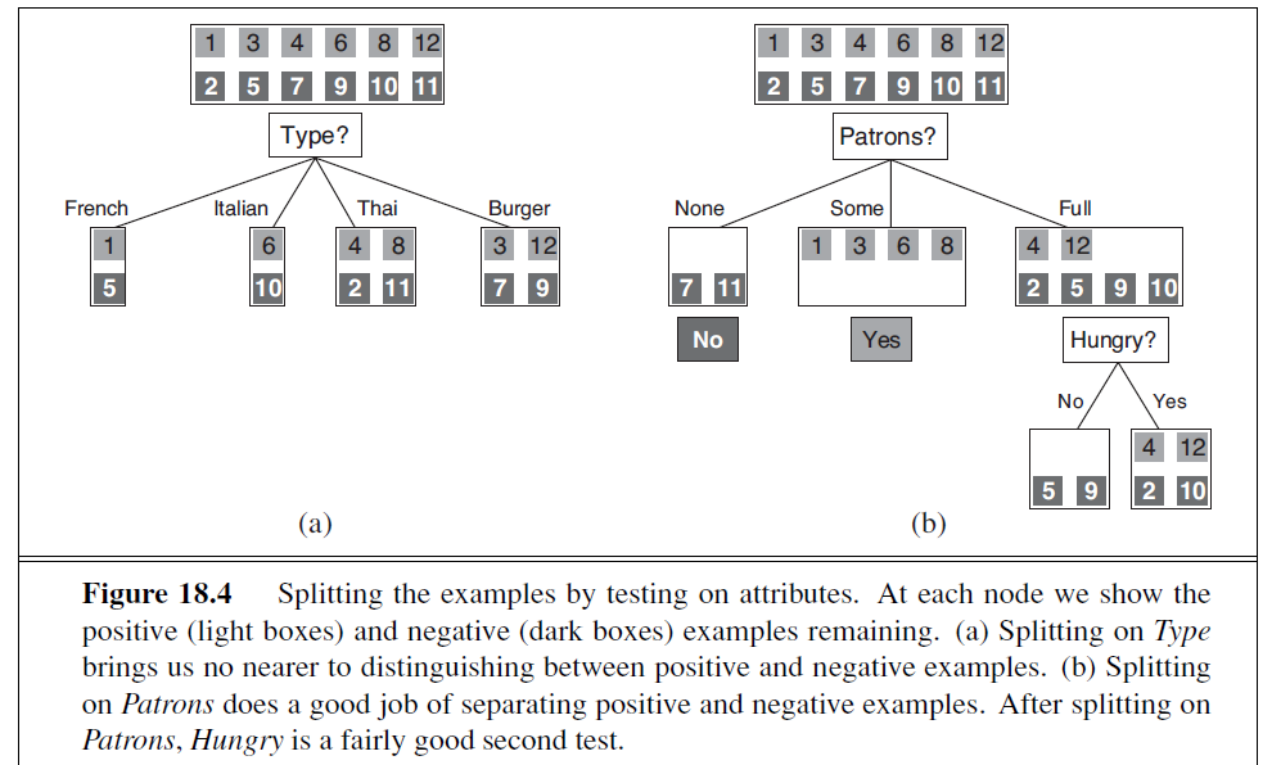 1 3 4 6 8 12
2 5 7 9 10 11
Type?
French Italian Thai Burger
1 6 4 8 3 12
5 10 2 11 7 9
(a)
1 3 4 6 8 12
2 5 7 9 10 11
Patrons?
None Some Full
1 3 6 8 4 12
7 11 2 5 9 10
No Yes Hungry?
No Yes
4 12
5 9 2 10
(b)
Figure 18.4 Splitting the examples by testing on attributes. At each node we show the
positive (light boxes) and negative (dark boxes) examples remaining. (a) Splitting on Type
brings us no nearer to distinguishing between positive and negative examples. (b) Splitting
on Patrons does a good job of separating positive and negative examples. After splitting on
Patrons, Hungry is a fairly good second test.